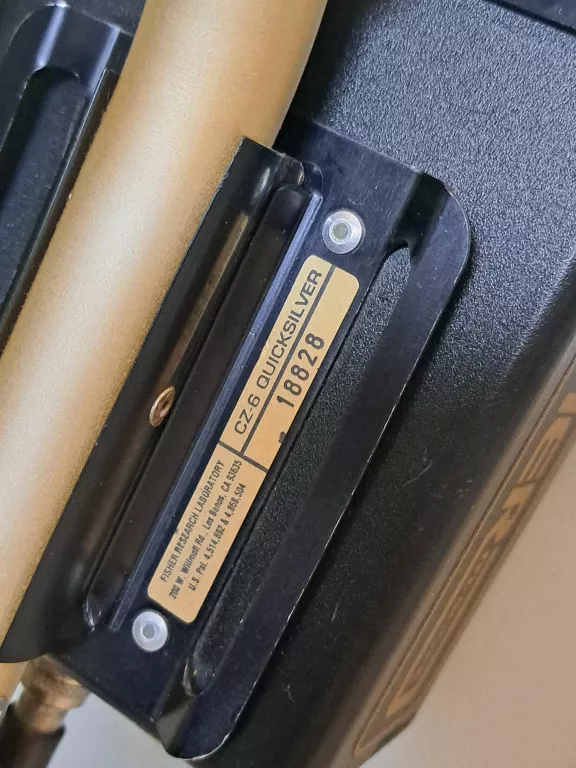 CZ-6 QUICKSILVER
18828
FISHER RESEARCH LABORATORY
200 W. Willmott Rd., Los Banos, CA 93635
U.S. Pat. 4,514,692 & 4,868,504